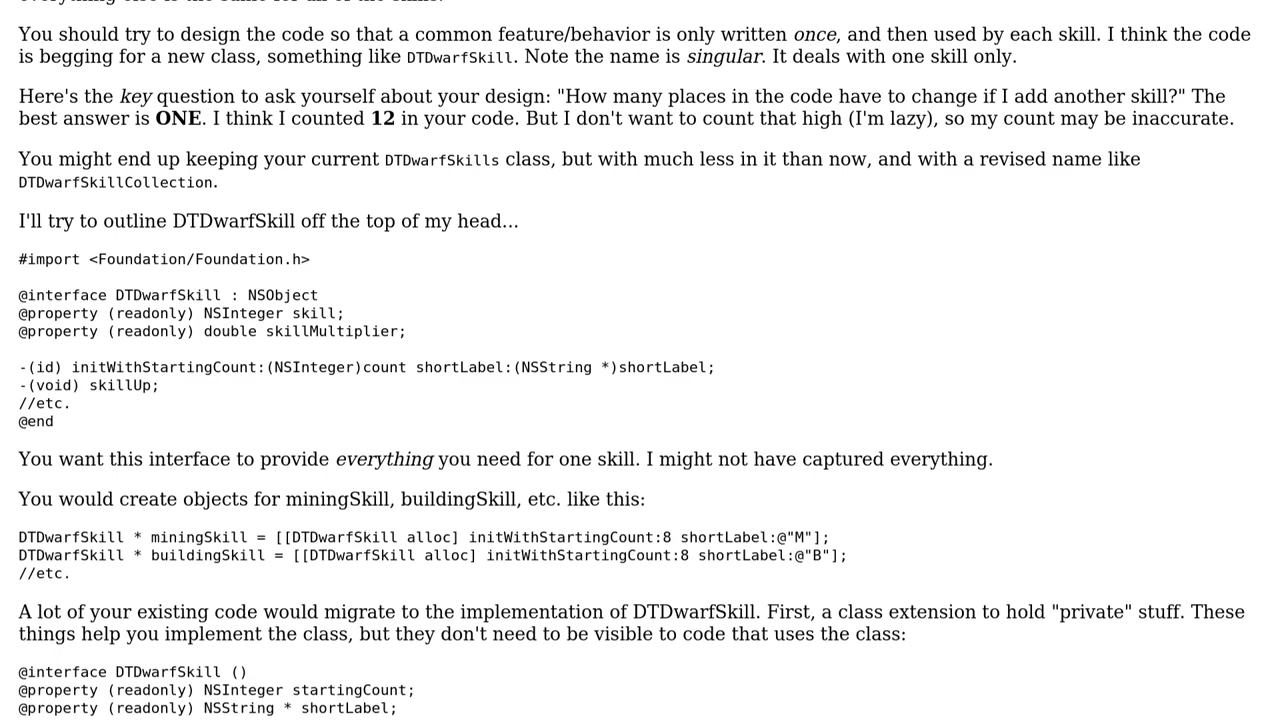 You should try to design the code so that a common feature/behavior is only written once, and then used by each skill. I think the code
is begging for a new class, something like DTDwarfSkill. Note the name is singular. It deals with one skill only.
Here's the key question to ask yourself about your design: "How many places in the code have to change if I add another skill?" The
best answer is ONE. I think I counted 12 in your code. But I don't want to count that high (I'm lazy), so my count may be inaccurate.
You might end up keeping your current DTDwarfSkills class, but with much less in it than now, and with a revised name like
DTDwarfSkillCollection.
I'll try to outline DTDwarfSkill off the top of my head...
#import <Foundation/Foundation.h>
@interface DTDwarfSkill : NSObject
@property (readonly) NSInteger skill;
@property (readonly) double skillMultiplier;
-(id) initWithStartingCount:(NSInteger)count shortLabel:(NSString *)shortLabel;
-(void) skillUp;
//etc.
@end
You want this interface to provide everything you need for one skill. I might not have captured everything.
You would create objects for miningSkill, buildingSkill, etc. like this:
DTDwarfSkill * miningSkill = [[DTDwarfSkill alloc] initWithStartingCount:8 shortLabel:@"M"];
DTDwarfSkill * buildingSkill = [[DTDwarfSkill alloc] initWithStartingCount:8 shortLabel:@"B"];
//etc.
A lot of your existing code would migrate to the implementation of DTDwarfSkill. First, a class extension to hold "private" stuff. These
things help you implement the class, but they don't need to be visible to code that uses the class:
@interface DTDwarfSkill ()
@property (readonly) NSInteger startingCount;
@property (readonly) NSString * shortLabel;